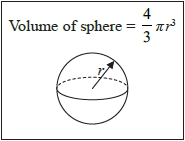 Volume of sphere = 4/3 πr³
r